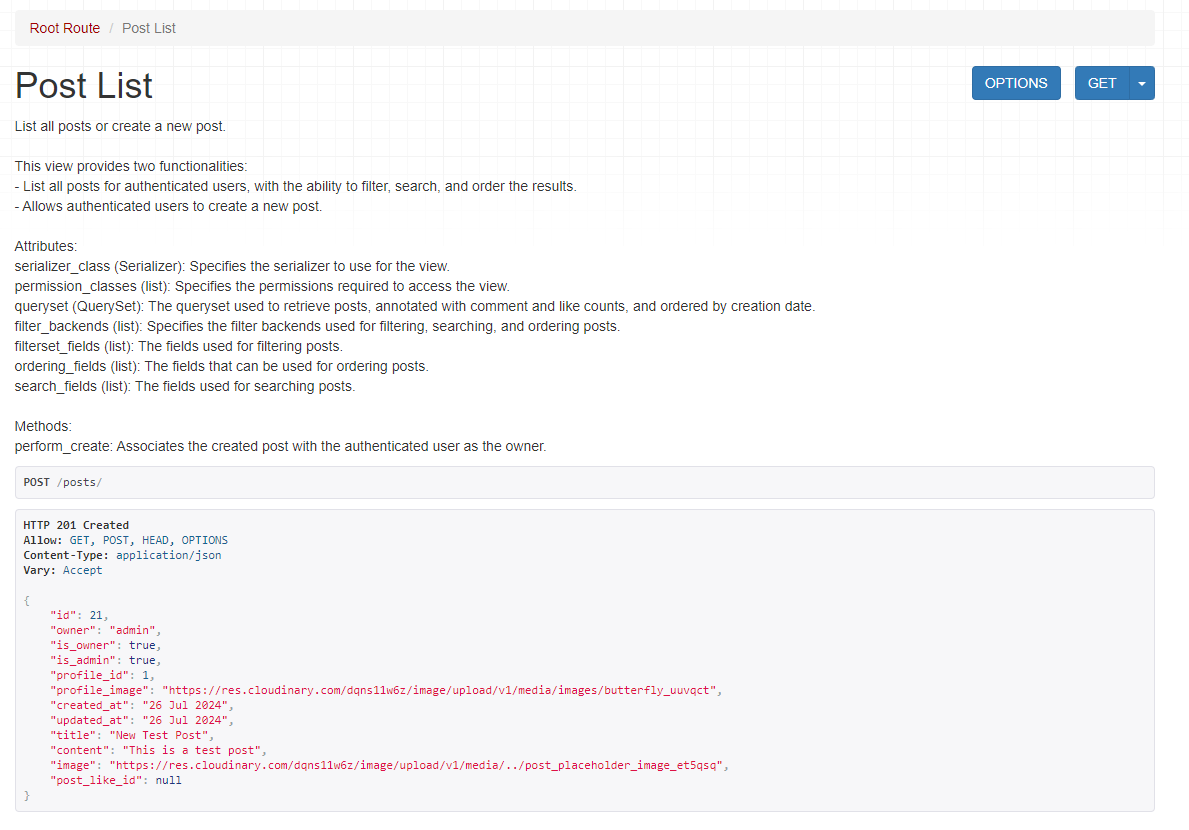 Root Route / Post List
Post List
OPTIONS
GET
List all posts or create a new post.
This view provides two functionalities:
- List all posts for authenticated users, with the ability to filter, search, and order the results.
- Allows authenticated users to create a new post.
Attributes:
serializer_class (Serializer): Specifies the serializer to use for the view.
permission_classes (list): Specifies the permissions required to access the view.
queryset (QuerySet): The queryset used to retrieve posts, annotated with comment and like counts, and ordered by creation date.
filter_backends (list): Specifies the filter backends used for filtering, searching, and ordering posts.
filterset_fields (list): The fields used for filtering posts.
ordering_fields (list): The fields that can be used for ordering posts.
search_fields (list): The fields used for searching posts.
Methods:
perform_create: Associates the created post with the authenticated user as the owner.
POST /posts/
HTTP 201 Created
Allow: GET, POST, HEAD, OPTIONS
Content-Type: application/json
Vary: Accept
{
    "id": 21,
    "owner": "admin",
    "is_owner": true,
    "is_admin": true,
    "profile_id": 1,
    "profile_image": "https://res.cloudinary.com/dqns11w6z/image/upload/v1/media/images/butterfly_uuvqct",
    "created_at": "26 Jul 2024",
    "updated_at": "26 Jul 2024",
    "title": "New Test Post",
    "content": "This is a test post",
    "image": "https://res.cloudinary.com/dqns11w6z/image/upload/v1/media/../post_placeholder_image_et5qsq",
    "post_like_id": null
}